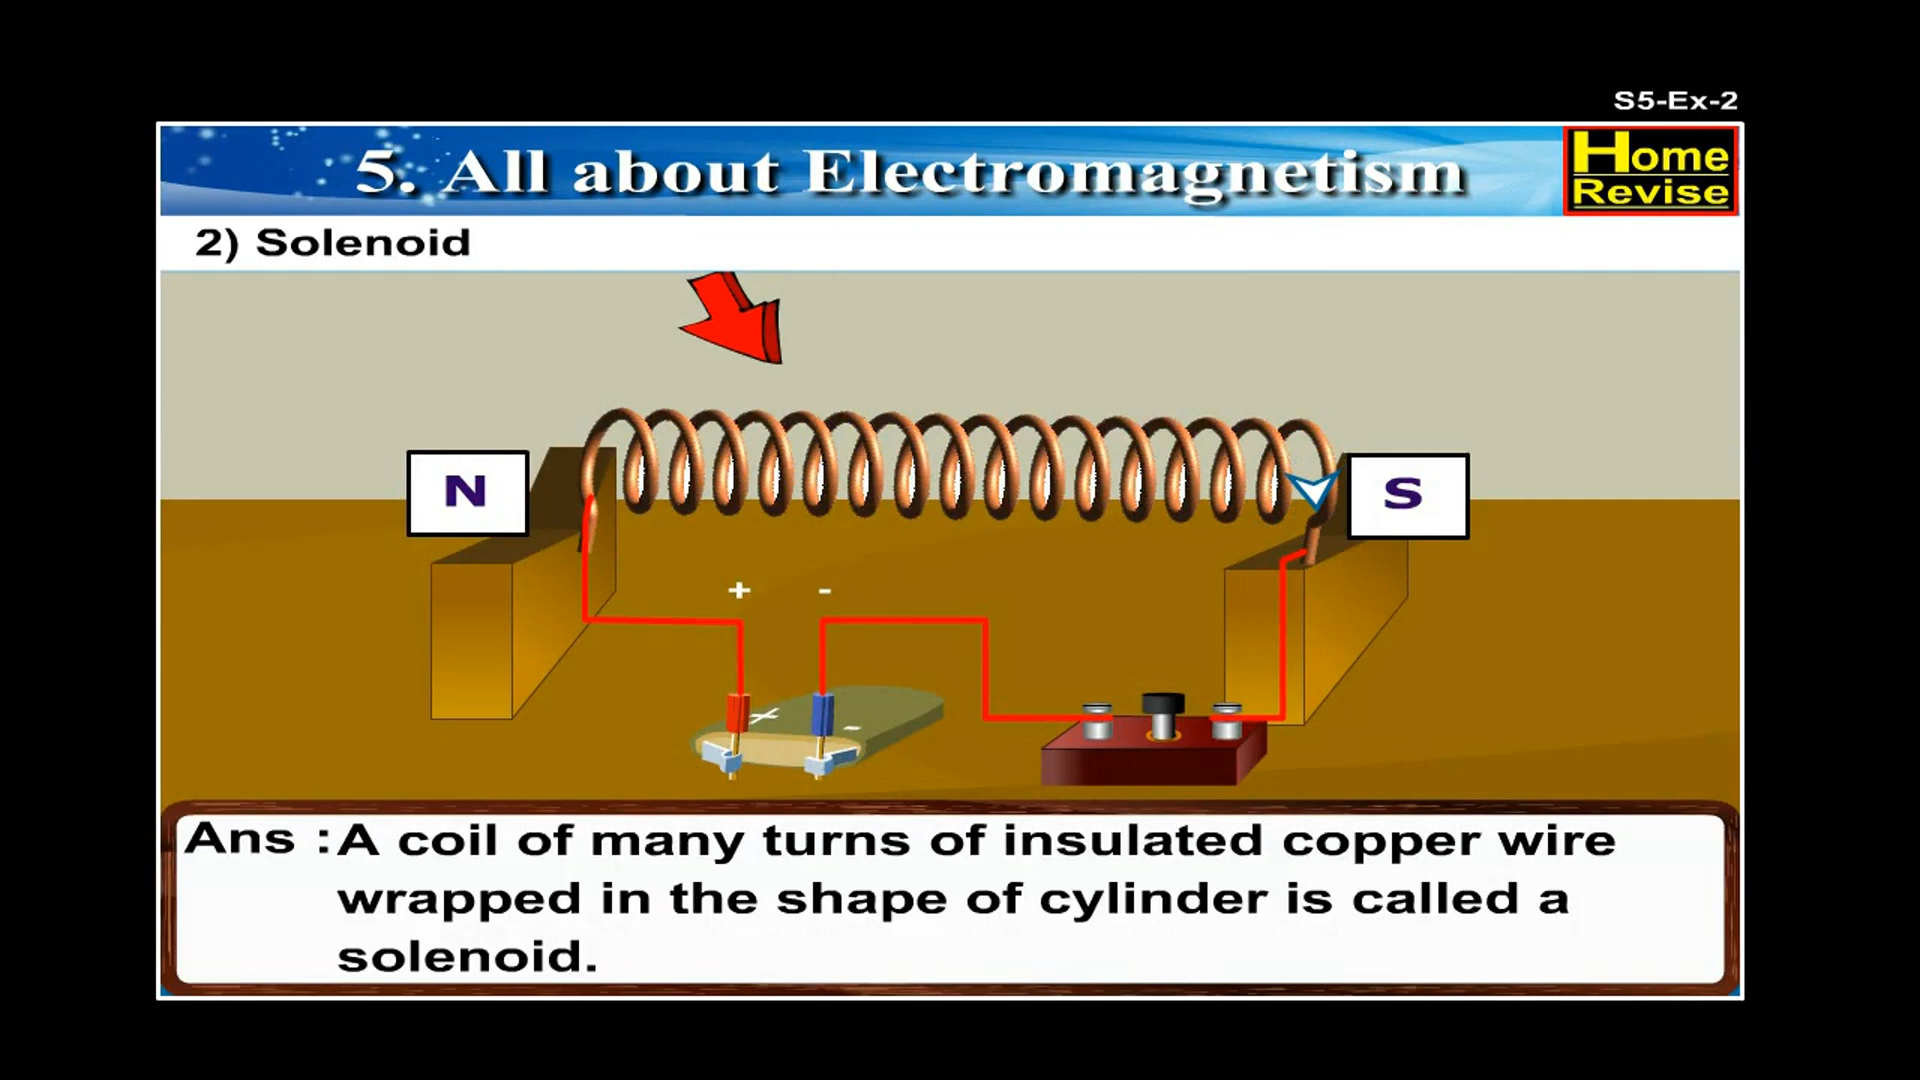 S5-Ex-2
5. All about Electromagnetism
Home
Revise
2) Solenoid
N
S
+ -
+ -
Ans : A coil of many turns of insulated copper wire
wrapped in the shape of cylinder is called a
solenoid.